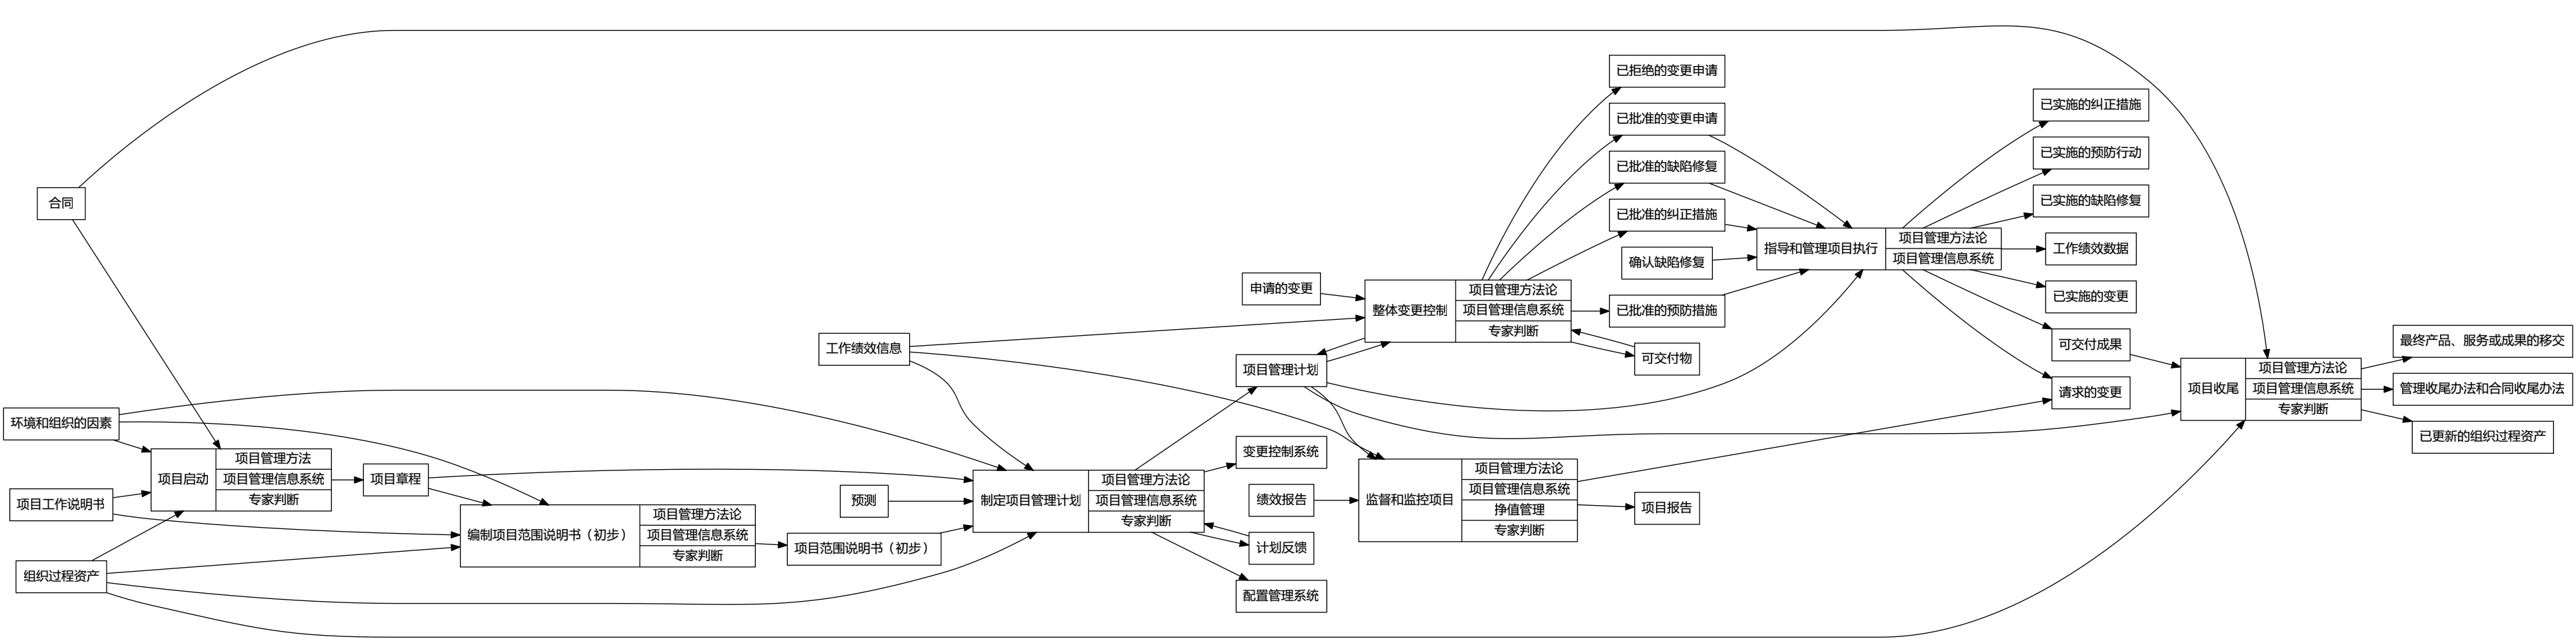 合同
环境和组织的因素
项目工作说明书
组织过程资产
项目启动
项目管理方法
项目管理信息系统
专家判断
项目章程
编制项目范围说明书（初步）
项目管理方法论
项目管理信息系统
专家判断
项目范围说明书（初步）
工作绩效信息
预测
制定项目管理计划
项目管理方法论
项目管理信息系统
专家判断
申请的变更
项目管理计划
变更控制系统
绩效报告
计划反馈
配置管理系统
整体变更控制
项目管理方法论
项目管理信息系统
专家判断
监督和监控项目
项目管理方法论
项目管理信息系统
挣值管理
专家判断
已拒绝的变更申请
已批准的变更申请
已批准的缺陷修复
已批准的纠正措施
确认缺陷修复
已批准的预防措施
可交付物
项目报告
指导和管理项目执行
项目管理方法论
项目管理信息系统
已实施的纠正措施
已实施的预防行动
已实施的缺陷修复
工作绩效数据
已实施的变更
可交付成果
请求的变更
项目收尾
项目管理方法论
项目管理信息系统
专家判断
最终产品、服务或成果的移交
管理收尾办法和合同收尾办法
已更新的组织过程资产